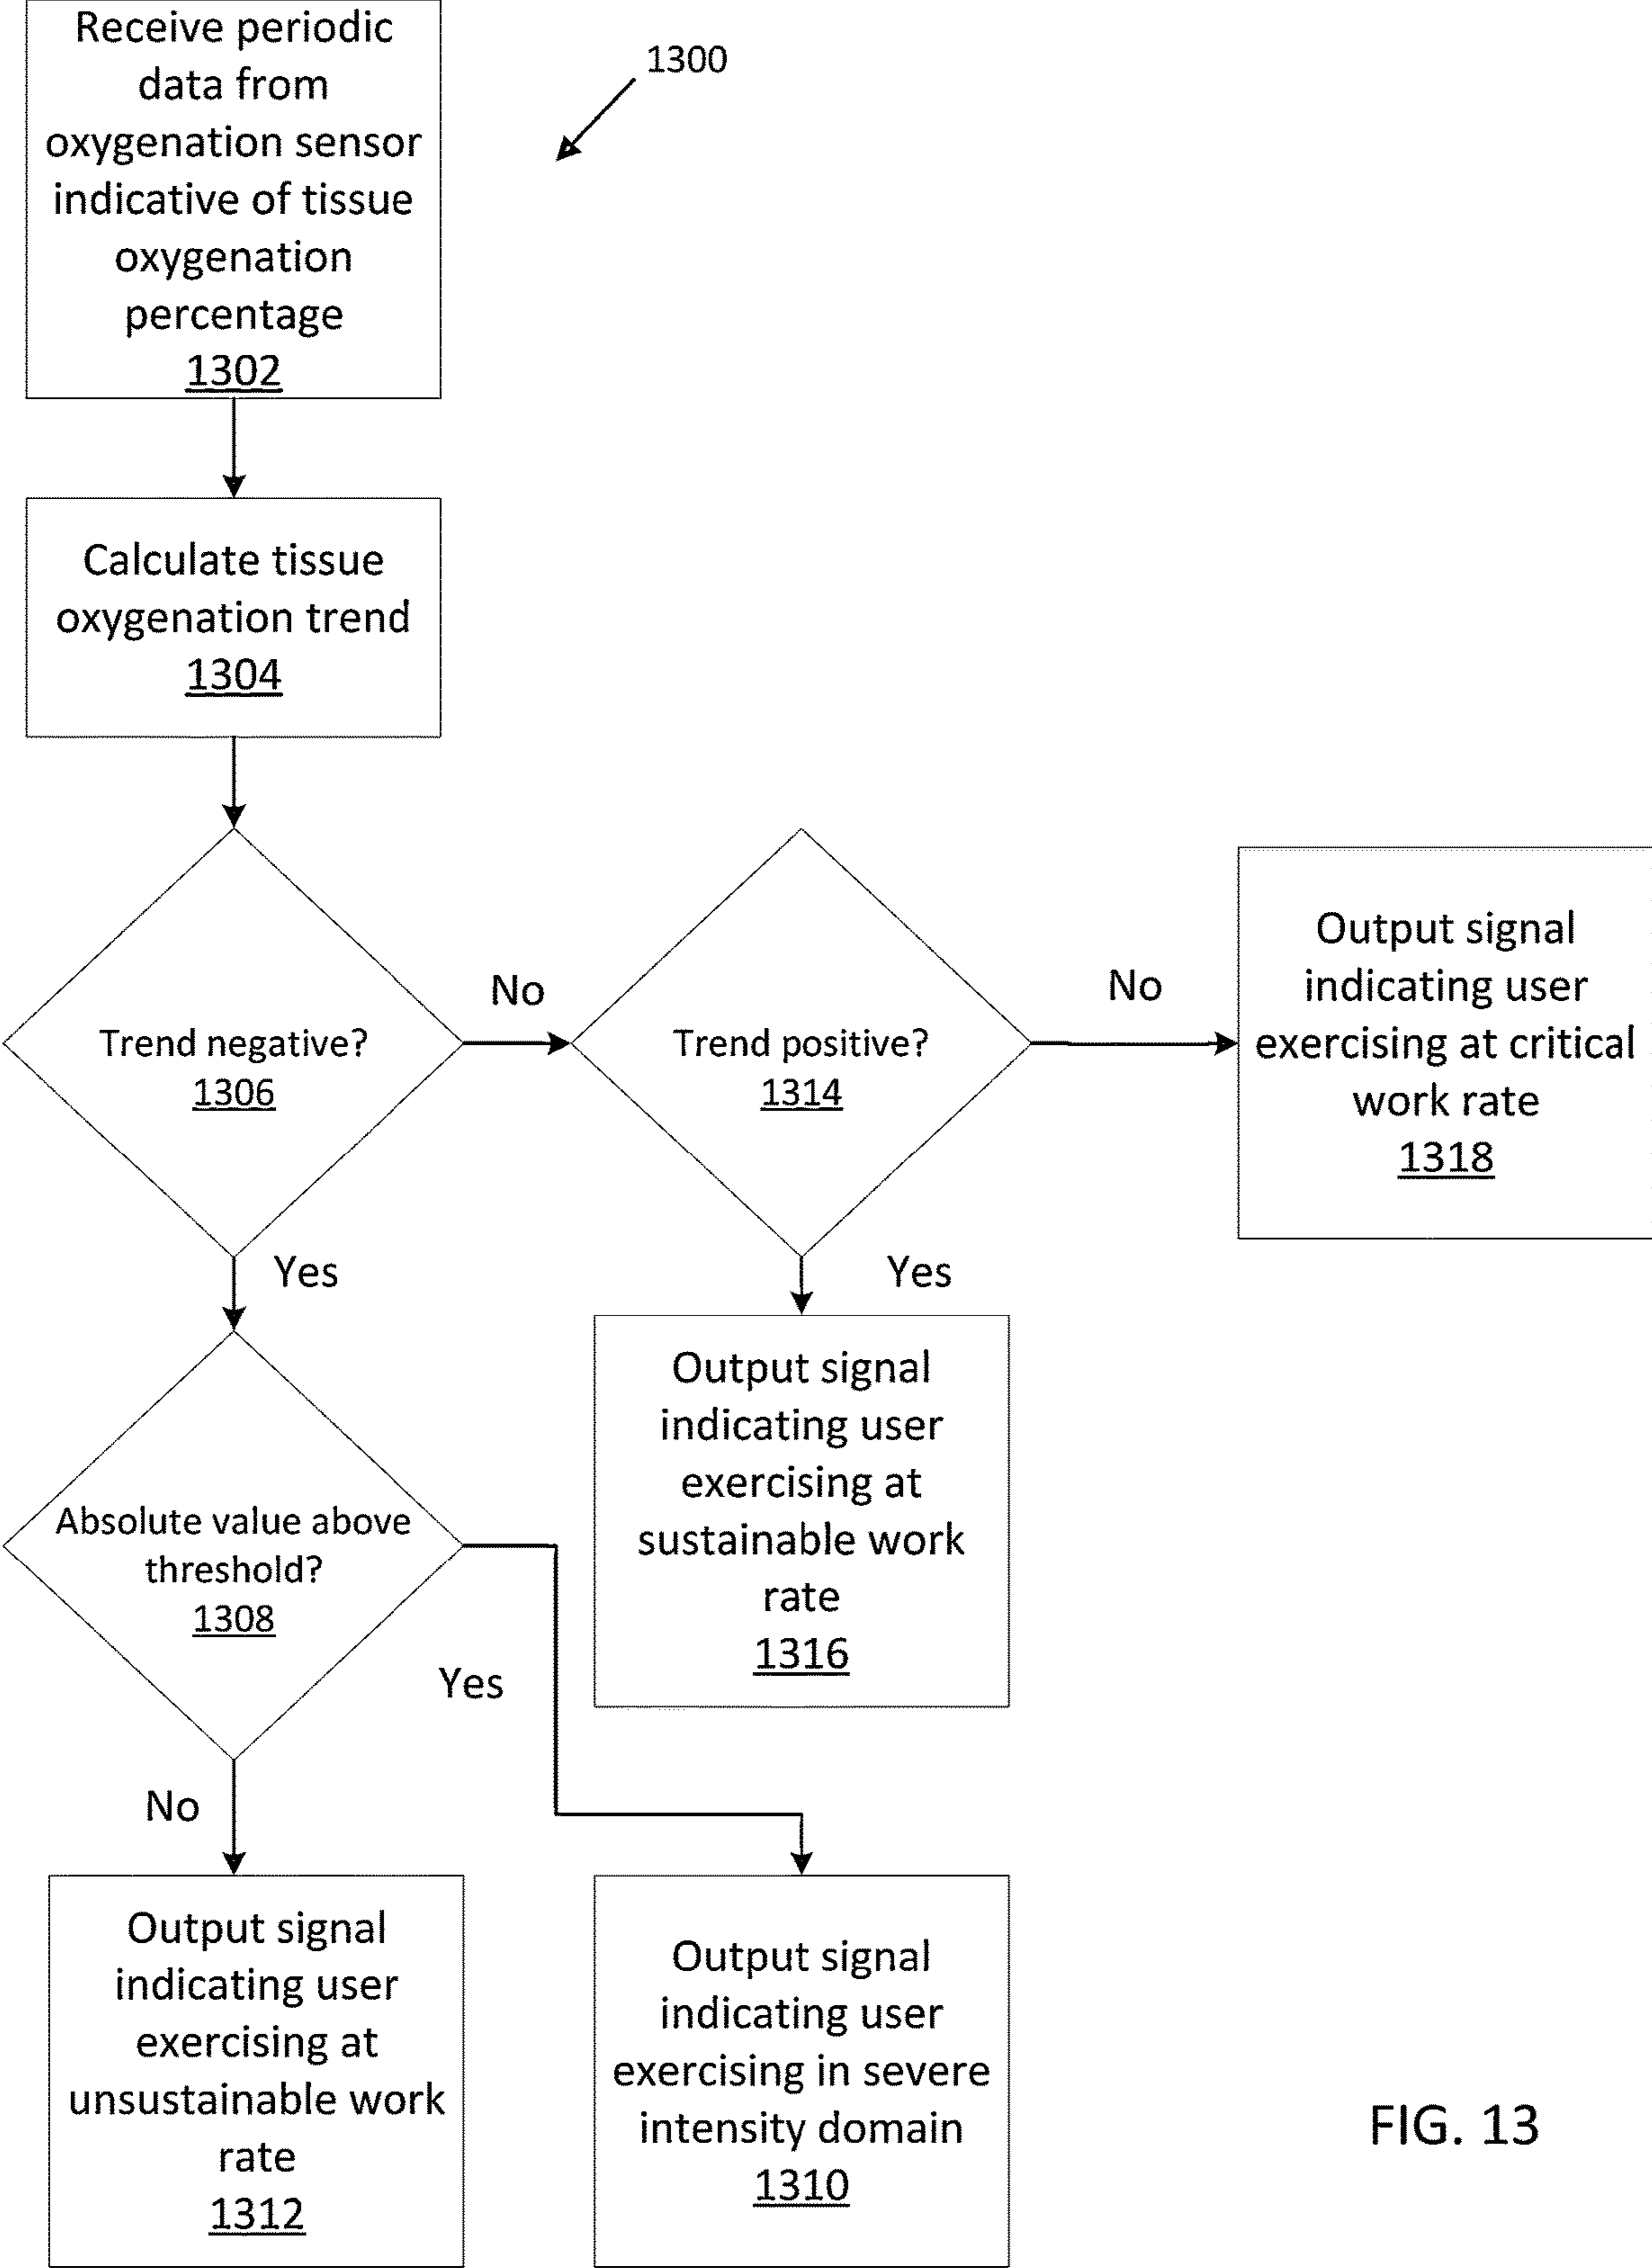 Receive periodic
data from
oxygenation sensor
indicative of tissue
oxygenation
percentage
1302
1300
Calculate tissue
oxygenation trend
1304
Trend negative?
1306
No
Trend positive?
1314
No
Output signal
indicating user
exercising at critical
work rate
1318
Yes
Yes
Output signal
indicating user
exercising at
sustainable work
rate
1316
Absolute value above
threshold?
1308
Yes
No
Output signal
indicating user
exercising at
unsustainable work
rate
1312
Output signal
indicating user
exercising in severe
intensity domain
1310
FIG. 13